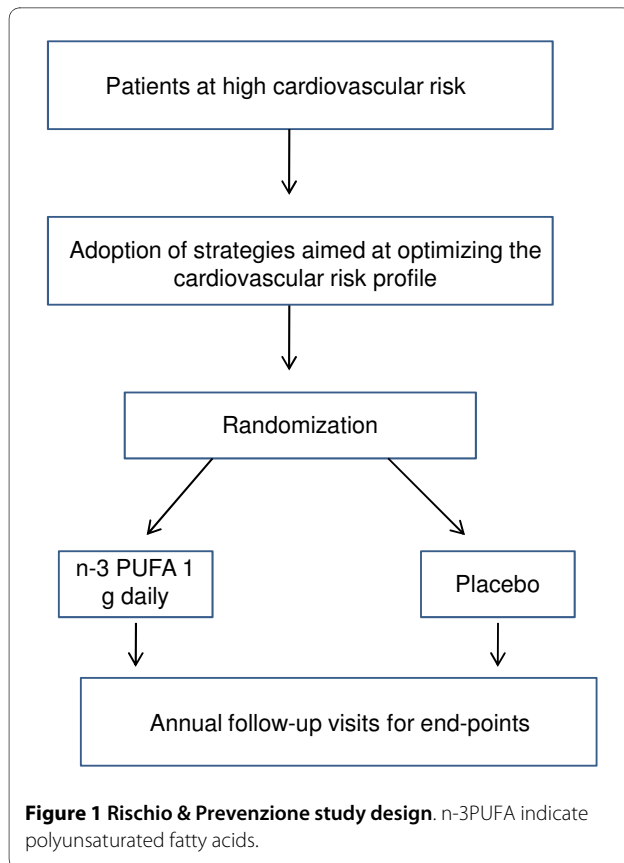 Patients at high cardiovascular risk
Adoption of strategies aimed at optimizing the
cardiovascular risk profile
Randomization
n-3 PUFA 1
g daily
Placebo
Annual follow-up visits for end-points
Figure 1 Rischio & Prevenzione study design. n-3PUFA indicate
polyunsaturated fatty acids.